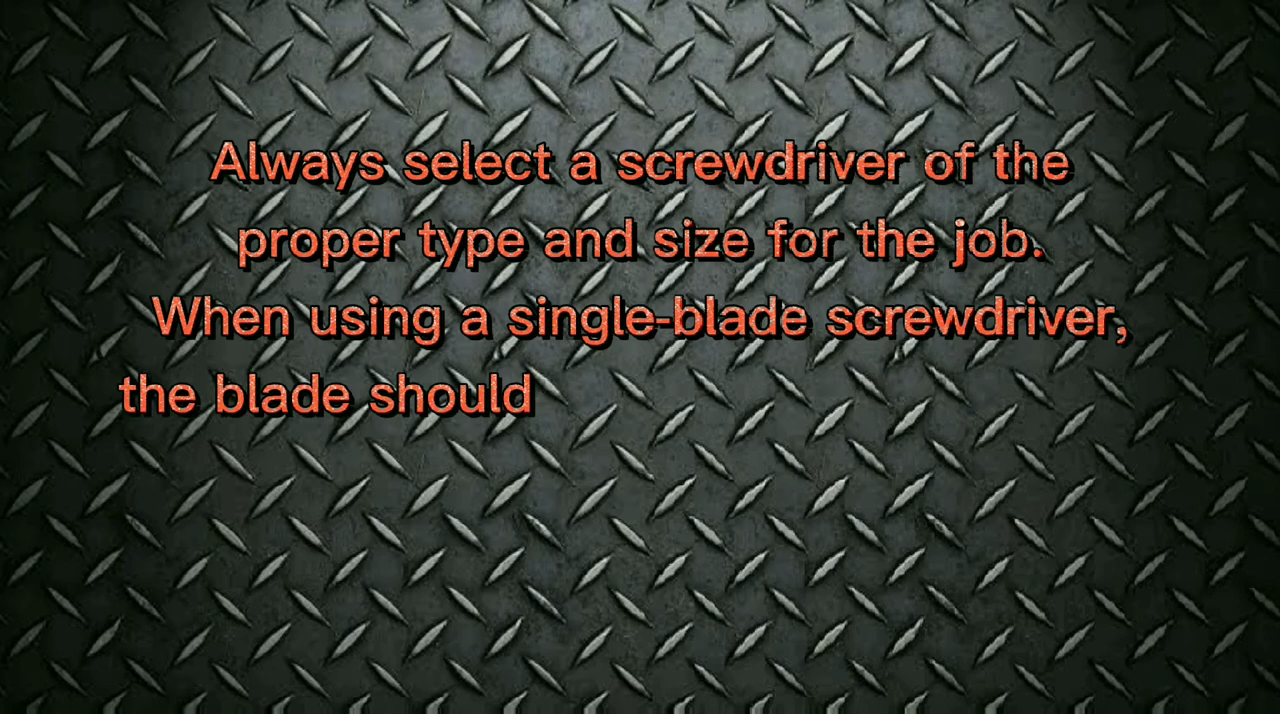 Always select a screwdriver of the
proper type and size for the job.
When using a single-blade screwdriver,
the blade should